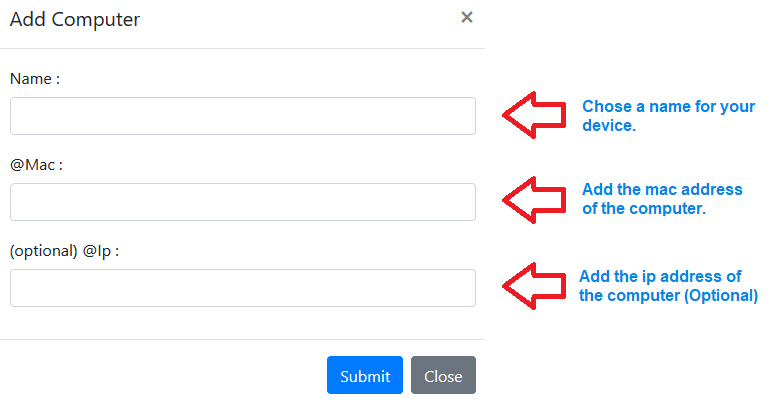 Add Computer ×
Name :
Chose a name for your
device.
@Mac :
Add the mac address
of the computer.
(optional) @Ip :
Add the ip address of
the computer (Optional)
Submit Close